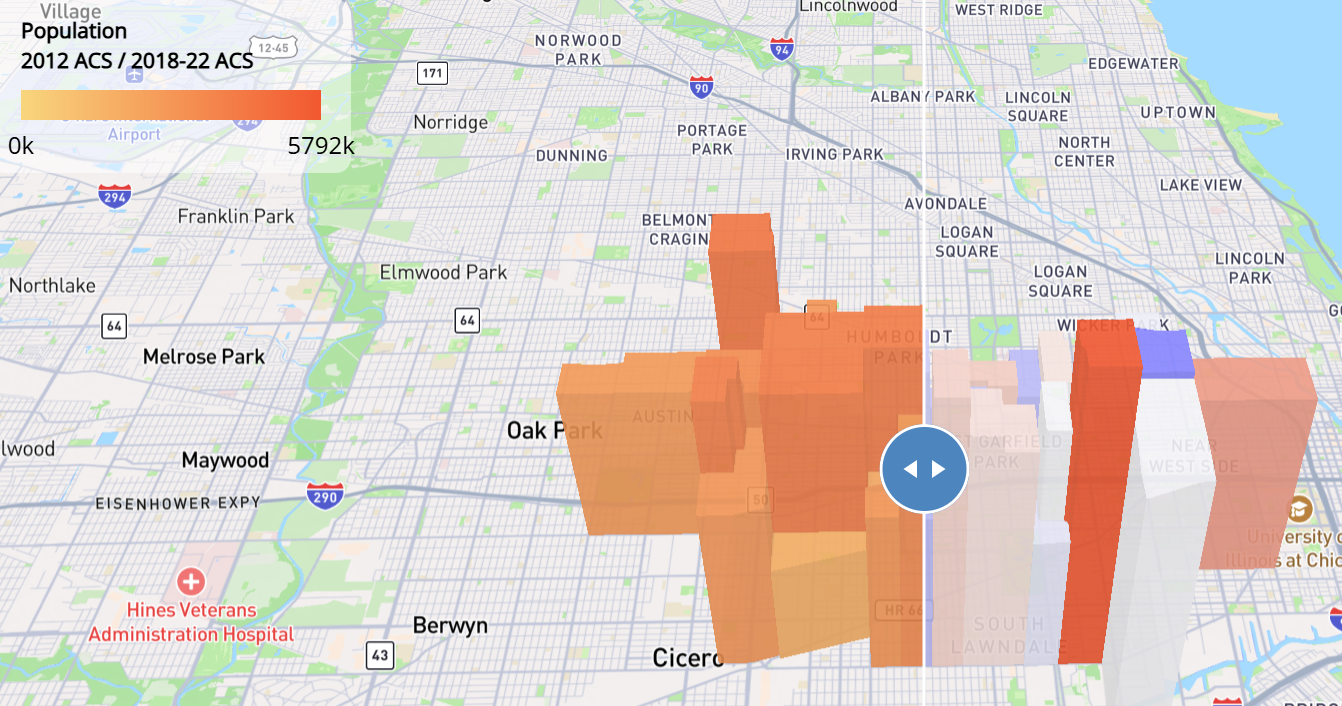 Village
Population
2012 ACS / 2018-22 ACS
12-45
0k
5792k
Airport
294
294
Franklin Park
Northlake
64
Melrose Park
Maywood
EISENHOWER EXPY
290
Hines Veterans
Administration Hospital
43
Berwyn
Cicero
Oak Park
AUSTIN
50
Elmwood Park
64
171
Norridge
NORWOOD
PARK
90
94
Lincolnwood
WEST RIDGE
EDGEWATER
ALBANY PARK
LINCOLN
SQUARE
UPTOWN
PORTAGE
PARK
DUNNING
IRVING PARK
NORTH
CENTER
LAKE VIEW
AVONDALE
BELMONT
CRAGIN
LOGAN
SQUARE
LOGAN
SQUARE
LINCOLN
PARK
64
HUMBOLDT
PARK
WICKER P K
T GARFIELD
PARK
NEAR
WEST SIDE
HR 66
SOUTH
LAWNDALE
University o
Illinois at Chic